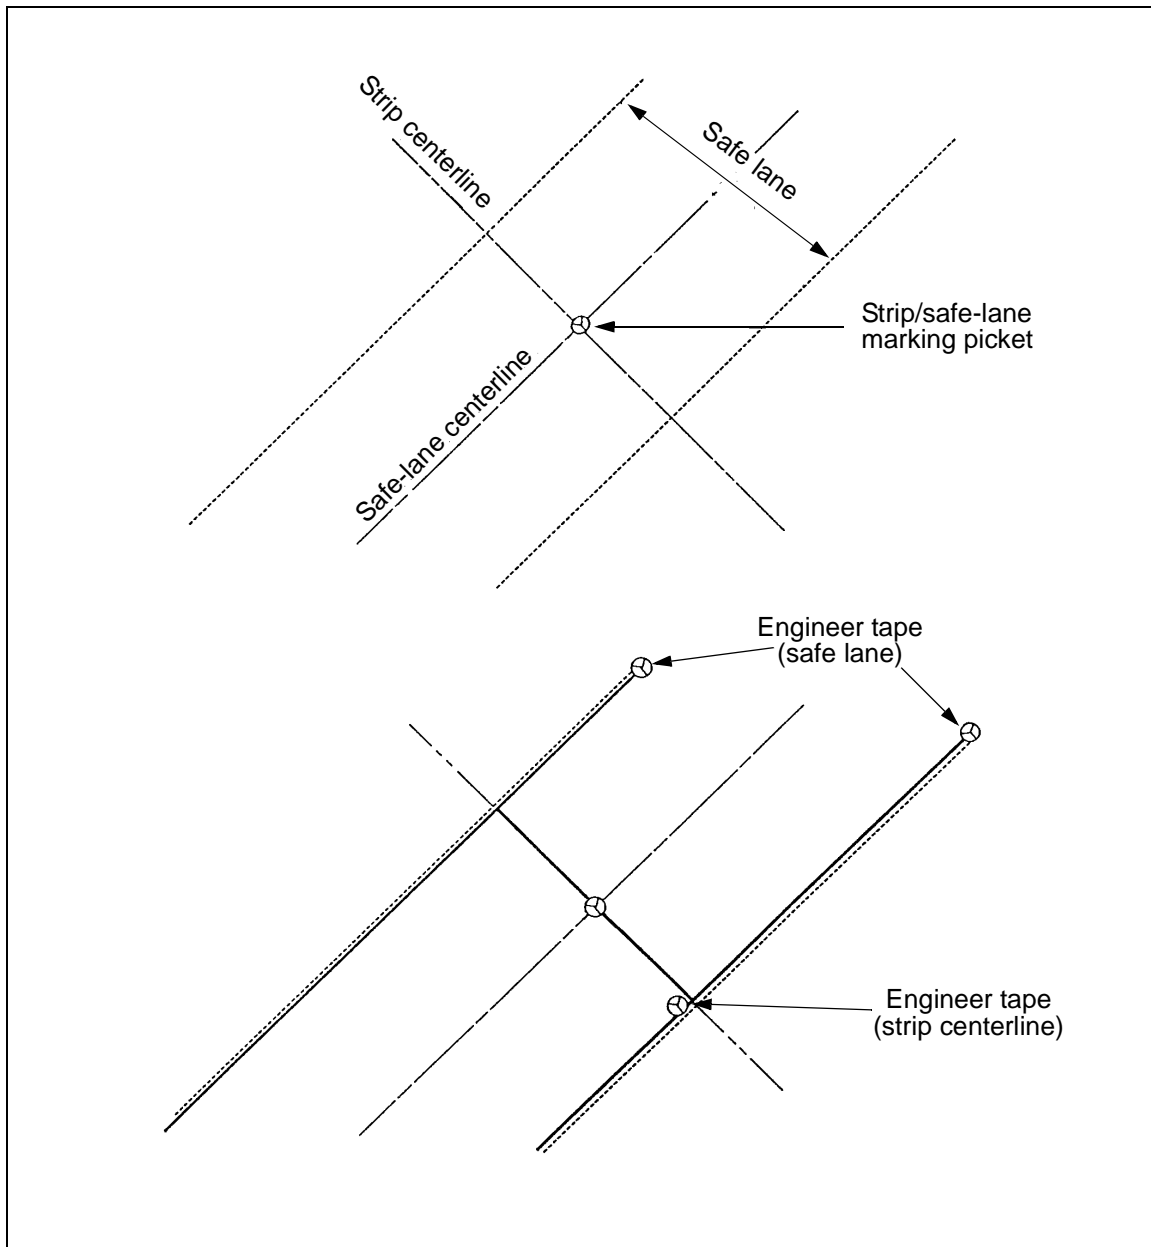 Strip centerline
Safe lane
Strip/safe-lane
marking picket
Safe-lane centerline
Engineer tape
(safe lane)
Engineer tape
(strip centerline)